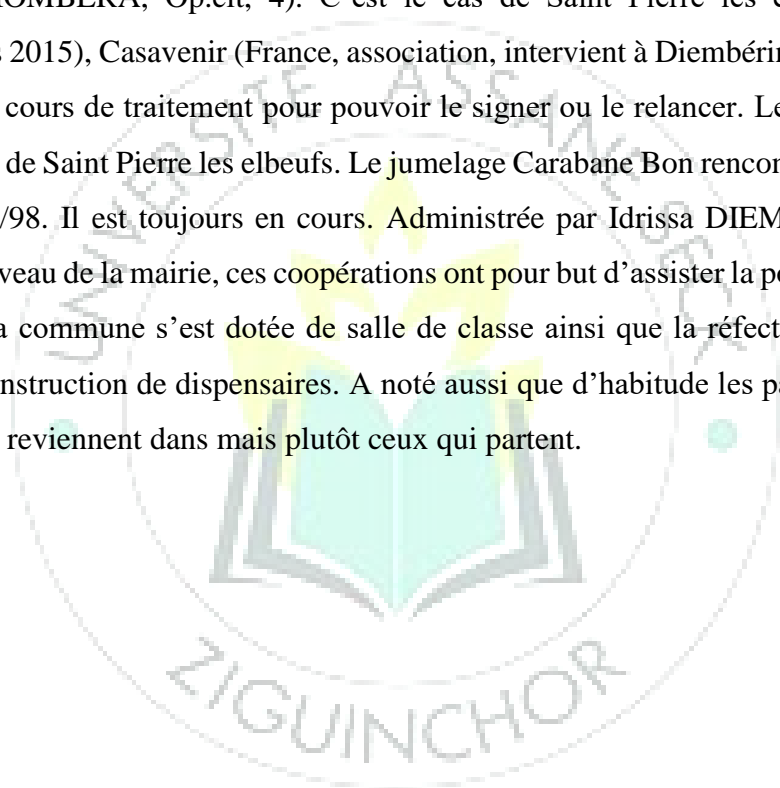 OMBERA, Op.cit, 4). C'est le cas de Saint Pierre les
s 2015), Casavenir (France, association, intervient à Diembérin
cours de traitement pour pouvoir le signer ou le relancer. Le
de Saint Pierre les elbeufs. Le jumelage Carabane Bon rencon
/98. Il est toujours en cours. Administrée par Idrissa DIEM
veau de la mairie, ces coopérations ont pour but d'assister la po
a commune s'est dotée de salle de classe ainsi que la réfect
nstruction de dispensaires. A noté aussi que d'habitude les pa
reviennent dans mais plutôt ceux qui partent.
UNIVERSITE ASSANE SECK
ZIGUINCHOR